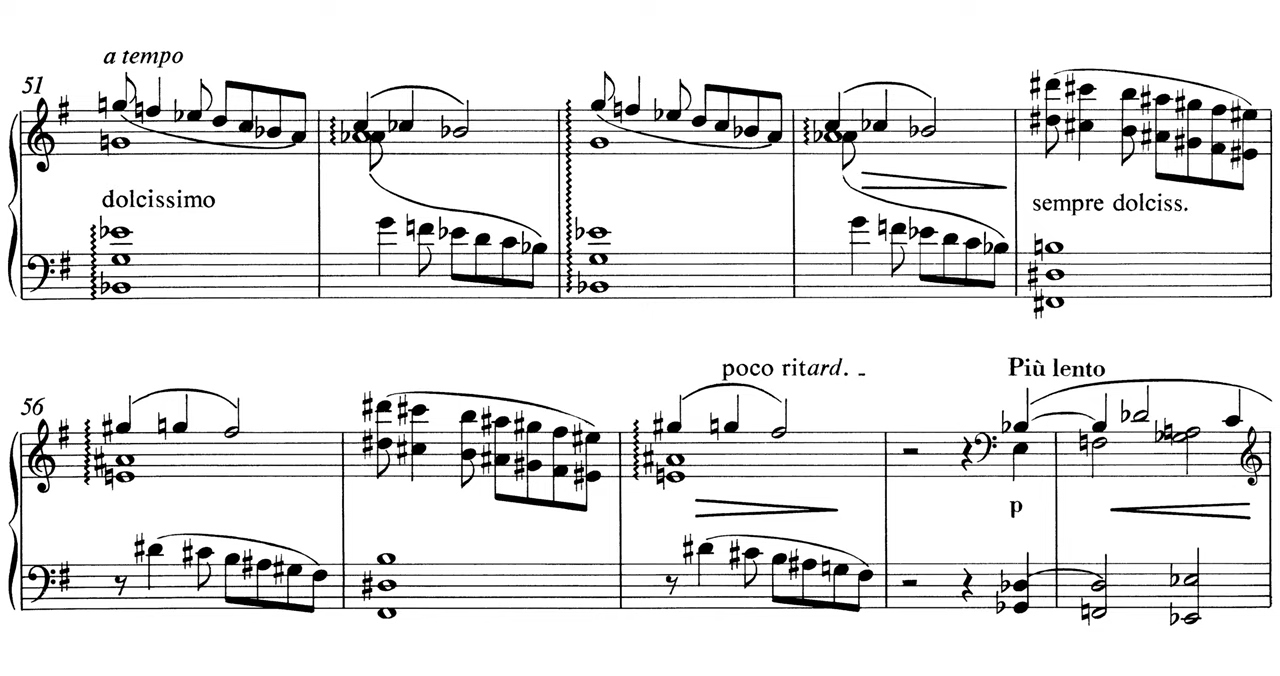 a tempo
51
dolcissimo
sempre dolciss.
poco ritard. -
Più lento
56
p